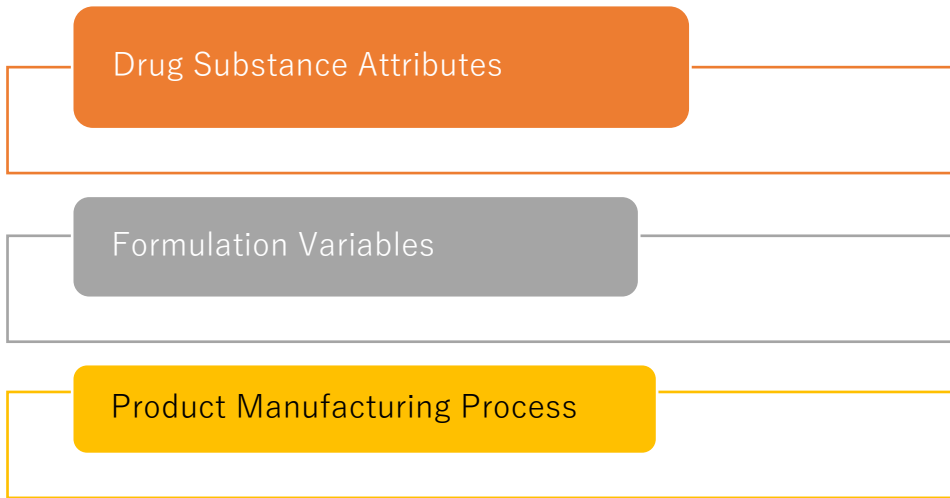 Drug Substance Attributes
Formulation Variables
Product Manufacturing Process